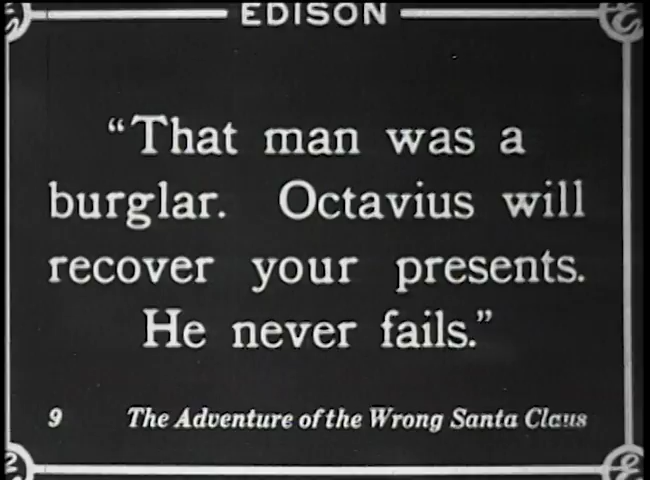 EDISON
“That man was a
burglar. Octavius will
recover your presents.
He never fails.”
9 The Adventure of the Wrong Santa Claus